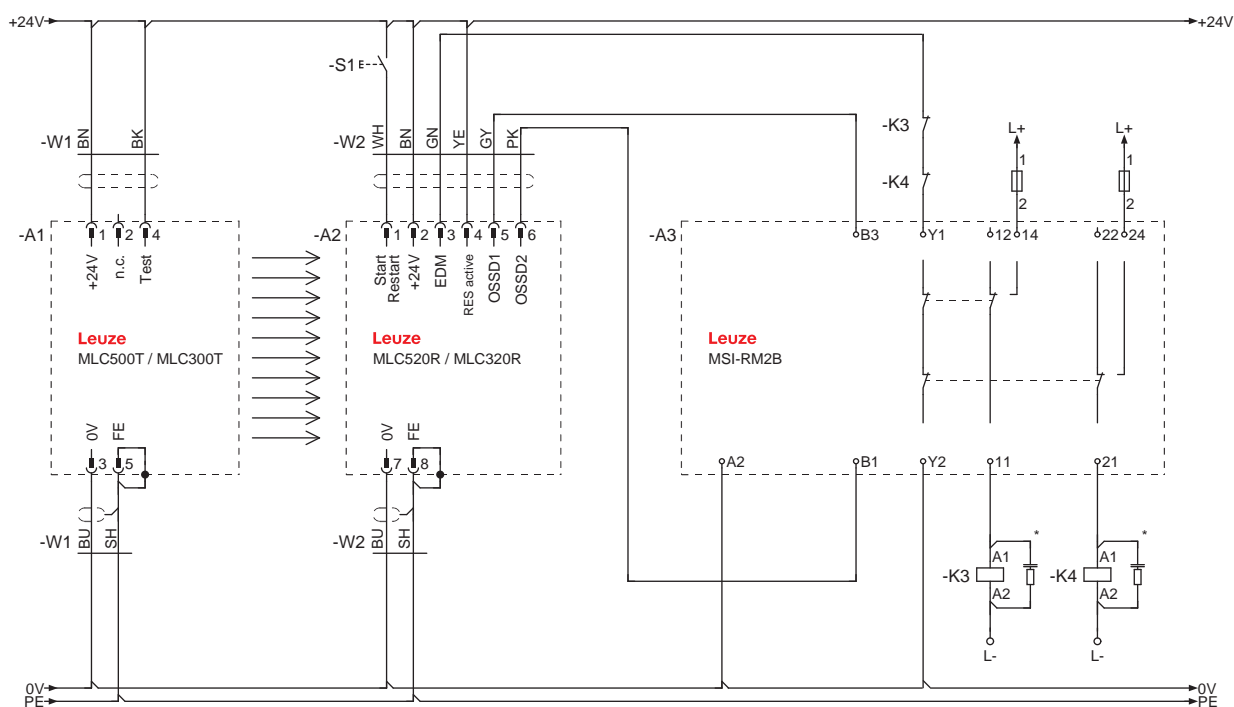 +24V +24V
-S1
-W1 BN BK
-W2 WH BN GN YE GY PK
-K3
-K4
L+ L+
1 1
2 2
-A1 1 2 4
+24V n.c. Test
-A2 1 2 3 4 5 6
Start Restart +24V EDM RES active OSSD1 OSSD2
-A3 B3 Y1 12 14 22 24
Leuze
MLC500T / MLC300T
Leuze
MLC520R / MLC320R
Leuze
MSI-RM2B
0V FE
3 5
0V FE
7 8
A2 B1 Y2 11 21
-W1 BU SH
-W2 BU SH
* *
A1 A1
-K3 -K4
A2 A2
L- L-
0V 0V
PE PE